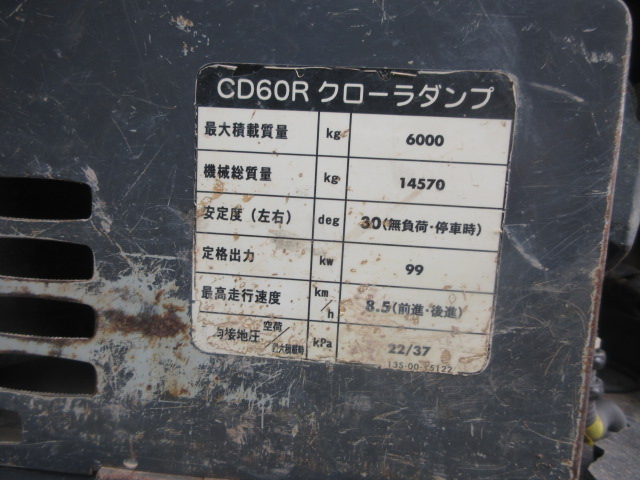 CD60R クローラダンプ
最大積載質量 kg 6000
機械総質量 kg 14570
安定度（左右） deg 30(無負荷・停車時)
定格出力 kw 99
最高走行速度 km/h 8.5(前進・後進)
接地圧 空荷/最大積載時 kPa 22/37